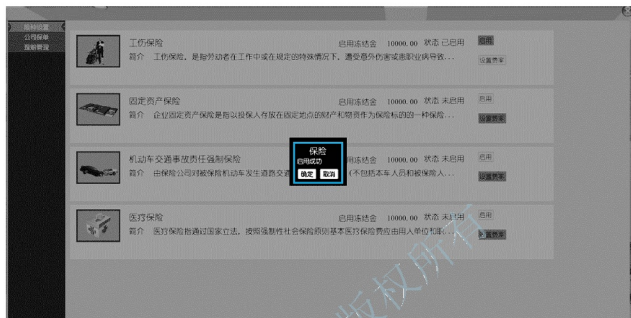 险种设置
公司保单
理赔管理
工伤保险
启用冻结金 10000.00 状态 已启用
启用
简介 工伤保险，是指劳动者在工作中或在规定的特殊情况下，遭受意外伤害或患职业病导致...
设置费率
固定资产保险
启用冻结金 10000.00 状态 未启用
启用
简介 企业固定资产保险是指以投保人存放在固定地点的财产和物资作为保险标的的一种保险...
设置费率
保险
启用成功
确定 取消
机动车交通事故责任强制保险
启用冻结金 10000.00 状态 未启用
启用
简介 由保险公司对被保险机动车发生道路交通 (不包括本车人员和被保险人...
设置费率
医疗保险
启用冻结金 10000.00 状态 未启用
启用
简介 医疗保险指通过国家立法，按照强制性社会保险原则基本医疗保险费应由用人单位和职...
设置费率
版权所有